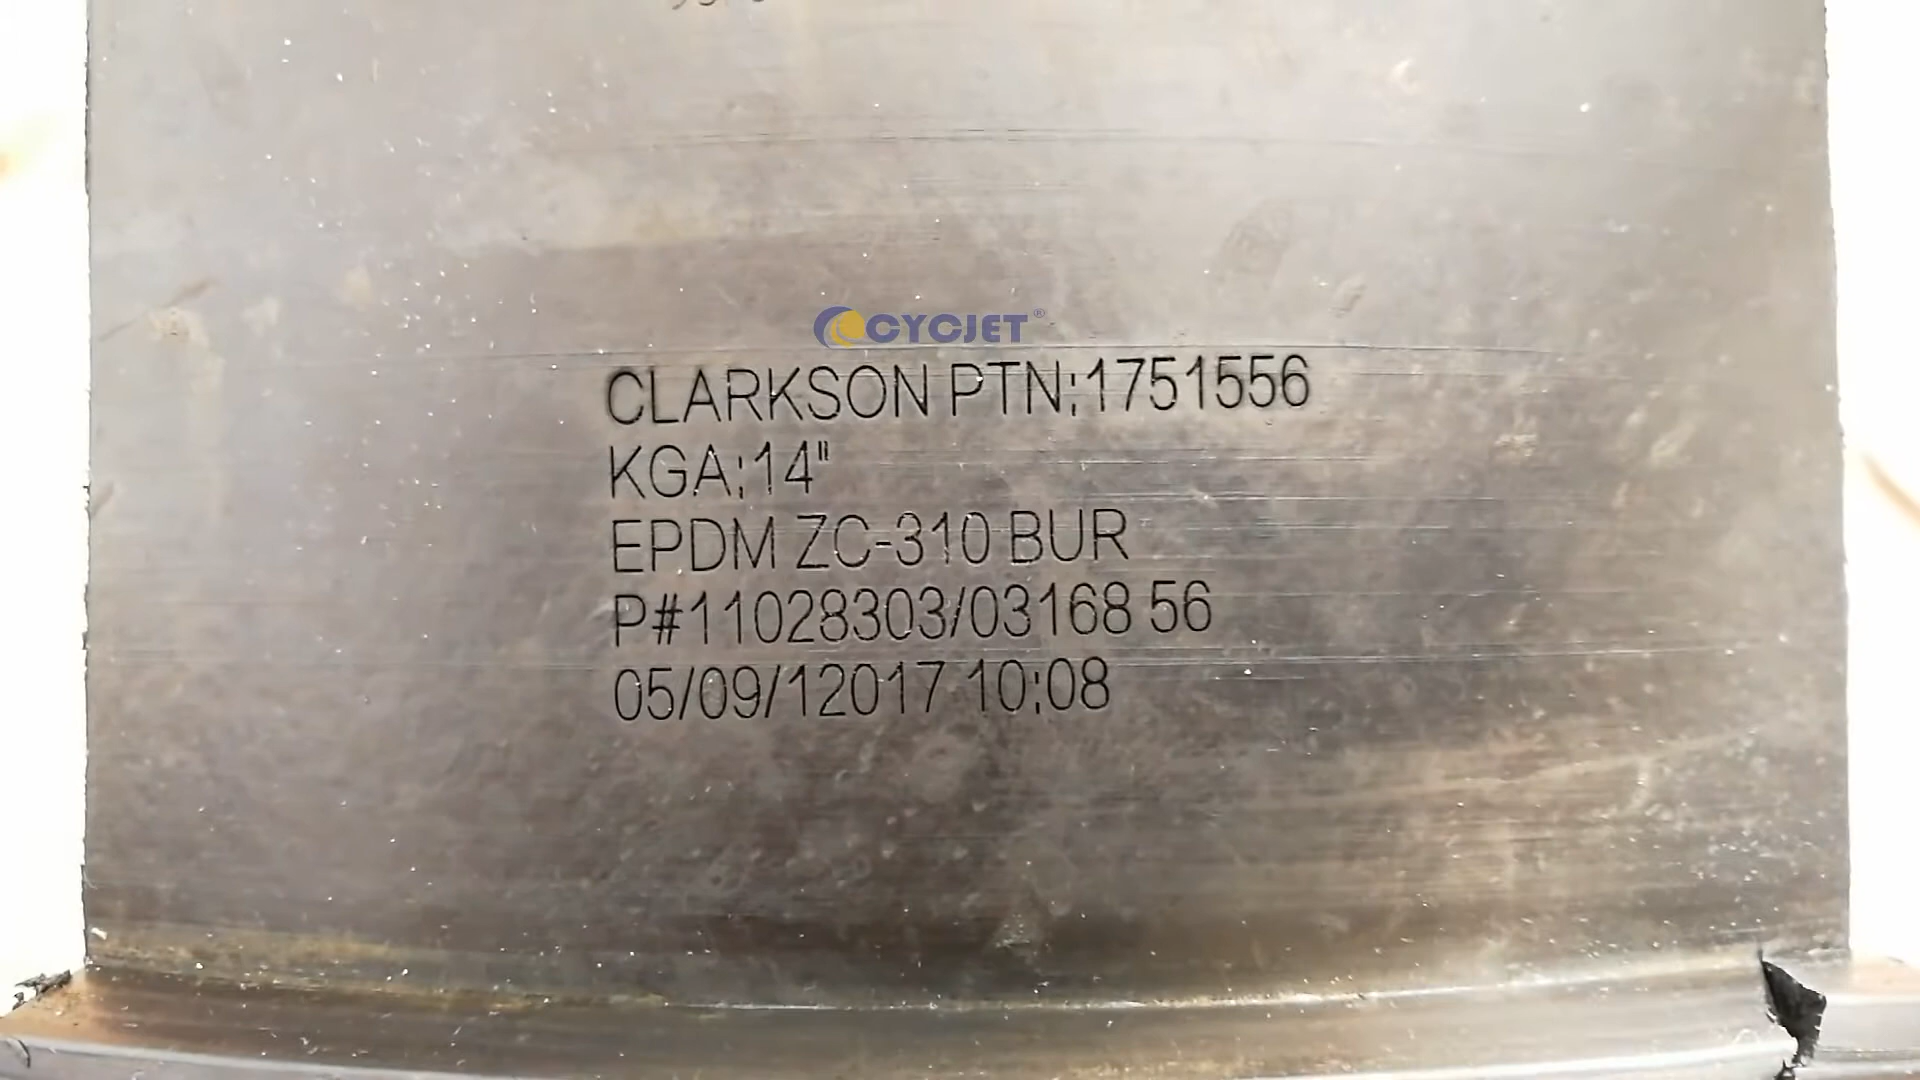 CYCJET®
CLARKSON PTN:1751556
KGA:14"
EPDM ZC-310 BUR
P#11028303/03168 56
05/09/12017 10:08